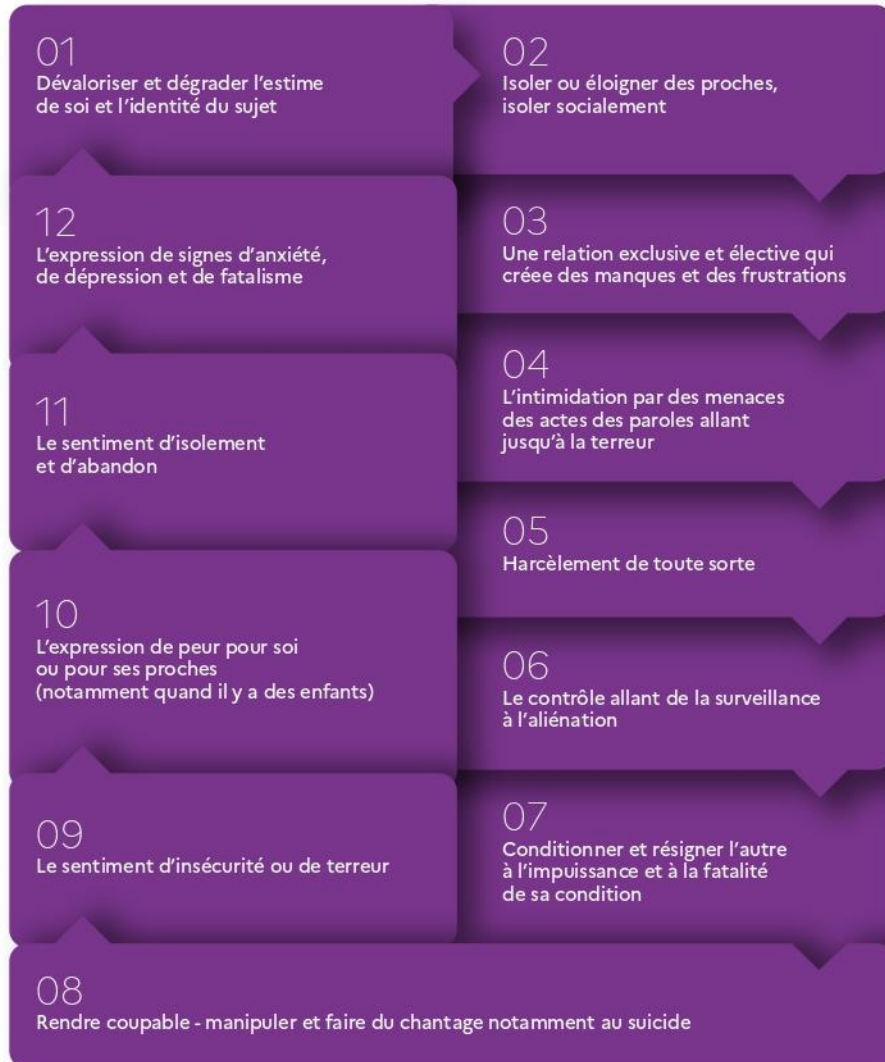 01
Dévaloriser et dégrader l’estime
de soi et l’identité du sujet
02
Isoler ou éloigner des proches,
isoler socialement
03
Une relation exclusive et élective qui
créee des manques et des frustrations
04
L’intimidation par des menaces
des actes des paroles allant
jusqu’à la terreur
05
Harcèlement de toute sorte
06
Le contrôle allant de la surveillance
à l’aliénation
07
Conditionner et résigner l’autre
à l’impuissance et à la fatalité
de sa condition
08
Rendre coupable - manipuler et faire du chantage notamment au suicide
09
Le sentiment d’insécurité ou de terreur
10
L’expression de peur pour soi
ou pour ses proches
(notamment quand il y a des enfants)
11
Le sentiment d’isolement
et d’abandon
12
L’expression de signes d’anxiété,
de dépression et de fatalisme